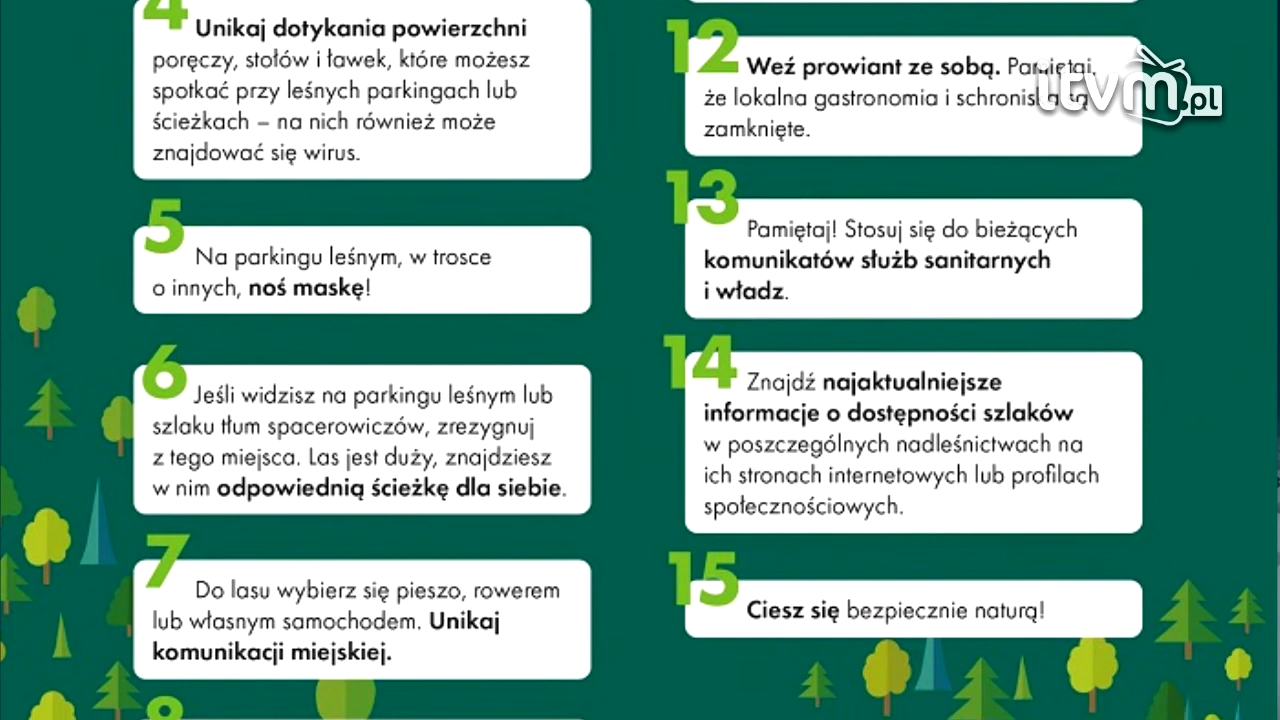 4
Unikaj dotykania powierzchni
poręczy, stołów i ławek, które możesz
spotkać przy leśnych parkingach lub
ścieżkach – na nich również może
znajdować się wirus.
5
Na parkingu leśnym, w trosce
o innych, noś maskę!
6
Jeśli widzisz na parkingu leśnym lub
szlaku tłum spacerowiczów, zrezygnuj
z tego miejsca. Las jest duży, znajdziesz
w nim odpowiednią ścieżkę dla siebie.
7
Do lasu wybierz się pieszo, rowerem
lub własnym samochodem. Unikaj
komunikacji miejskiej.
8
12
Weź prowiant ze sobą. Pamiętaj,
że lokalna gastronomia i schroniska są
zamknięte.
13
Pamiętaj! Stosuj się do bieżących
komunikatów służb sanitarnych
i władz.
14
Znajdź najaktualniejsze
informacje o dostępności szlaków
w poszczególnych nadleśnictwach na
ich stronach internetowych lub profilach
społecznościowych.
15
Ciesz się bezpiecznie naturą!
itvm.pl